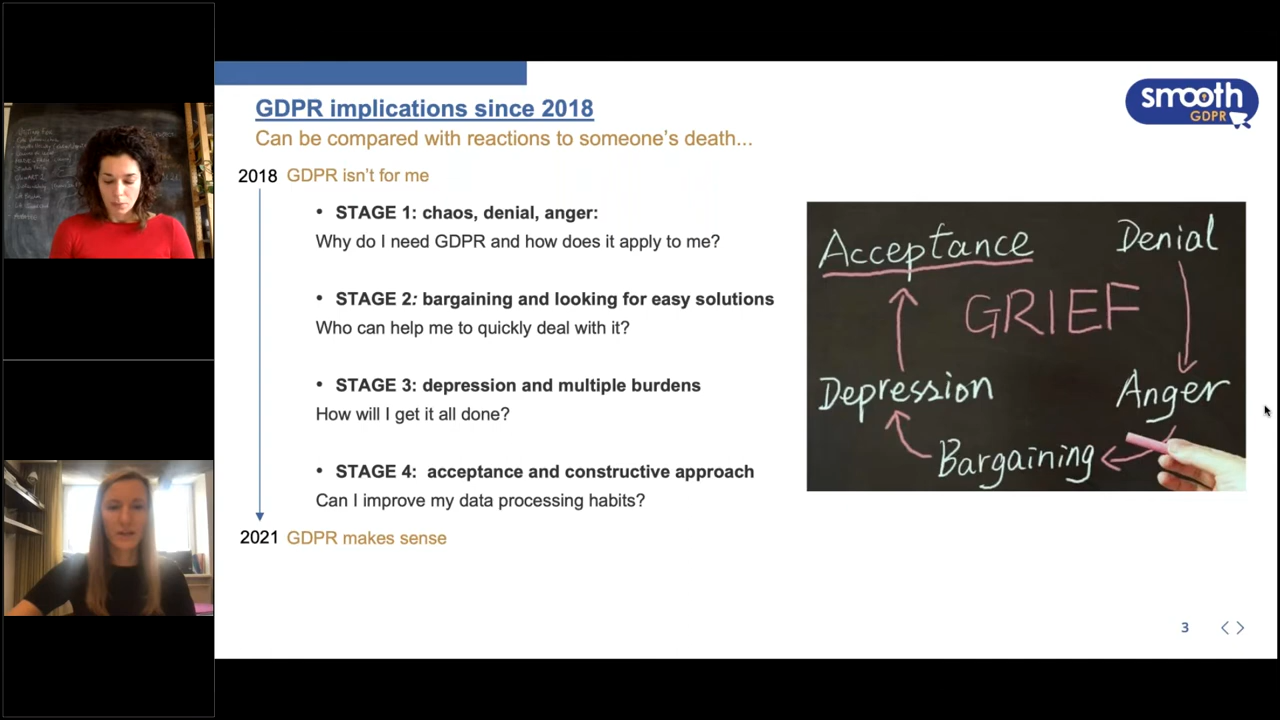 GDPR implications since 2018
Can be compared with reactions to someone's death...
smooth
GDPR
2018 GDPR isn't for me
• STAGE 1: chaos, denial, anger:
Why do I need GDPR and how does it apply to me?
• STAGE 2: bargaining and looking for easy solutions
Who can help me to quickly deal with it?
• STAGE 3: depression and multiple burdens
How will I get it all done?
• STAGE 4: acceptance and constructive approach
Can I improve my data processing habits?
2021 GDPR makes sense
Acceptance
Denial
GRIEF
Depression
Anger
Bargaining
3